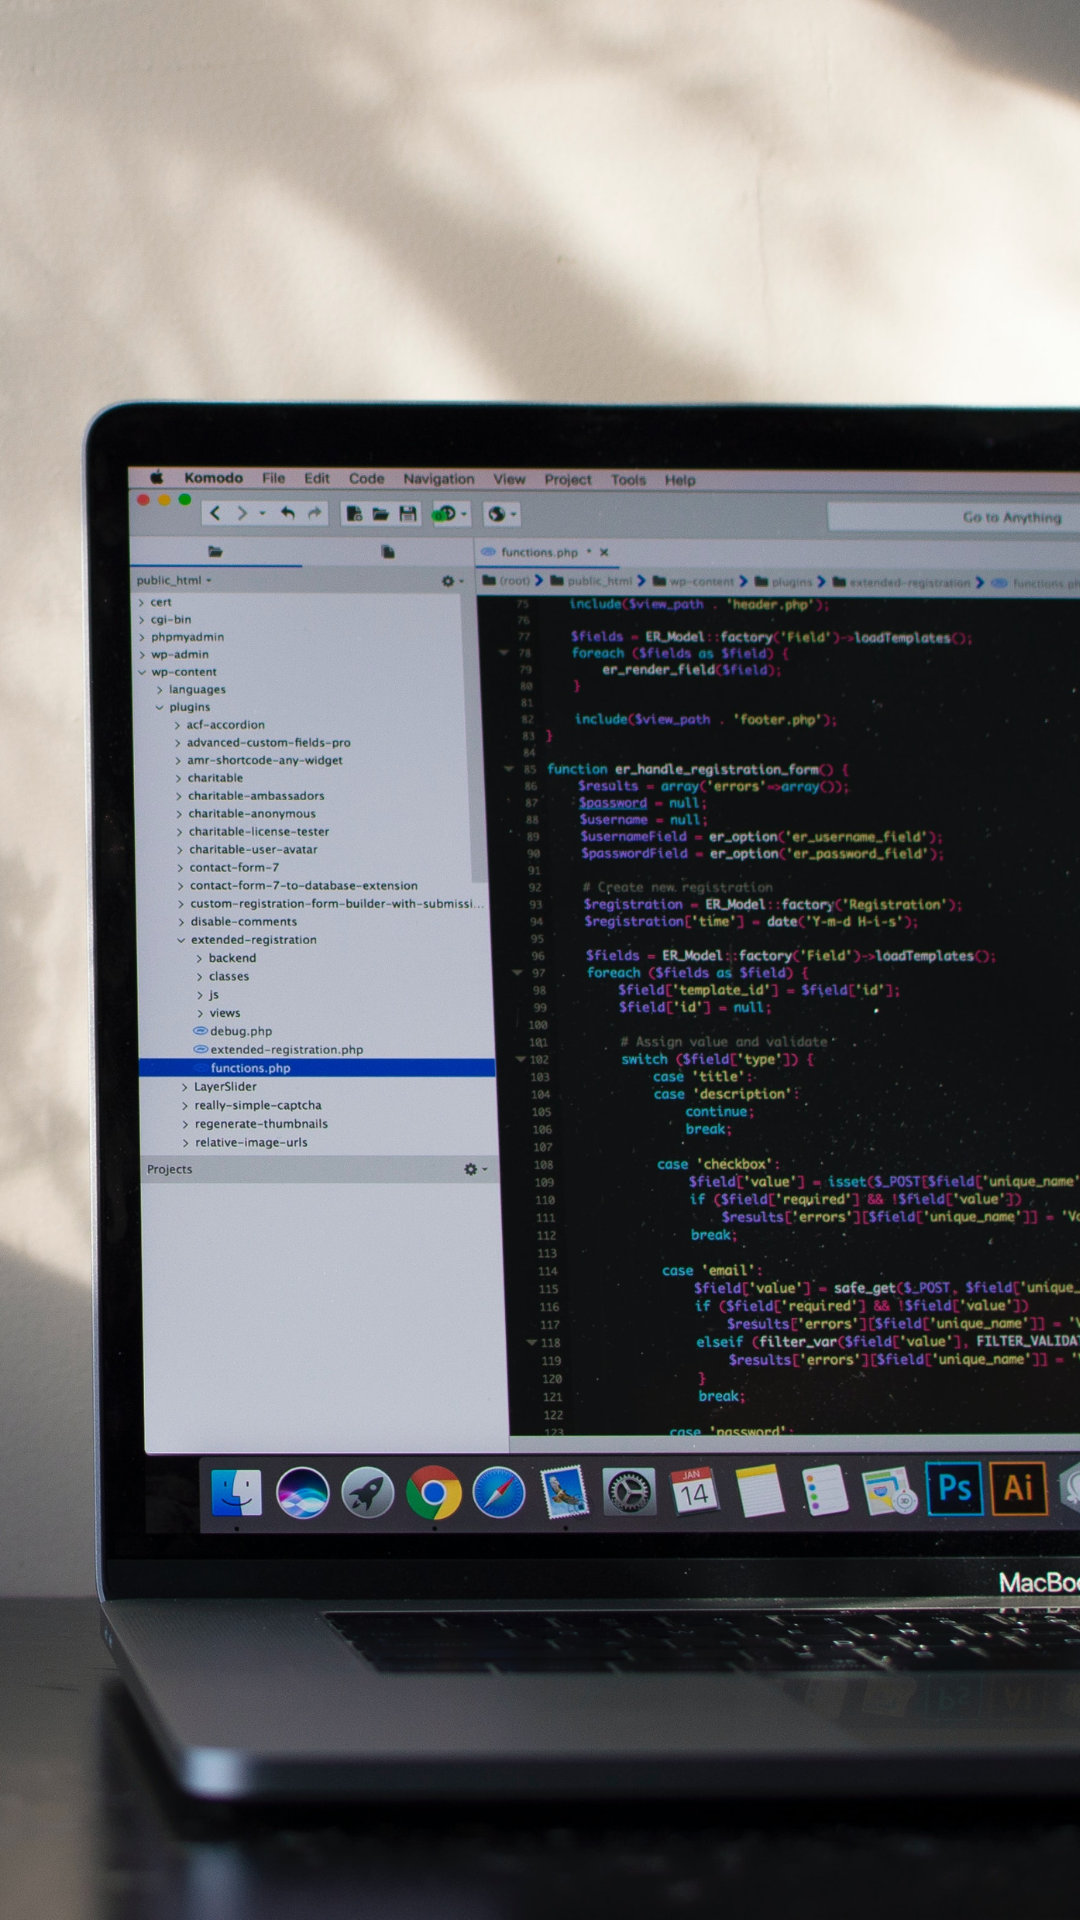 Komodo File Edit Code Navigation View Project Tools Help
Go to Anything
functions.php *
public_html
(root) public_html wp-content plugins extended-registration functions
cert
cgi-bin
phpmyadmin
wp-admin
wp-content
languages
plugins
acf-accordion
advanced-custom-fields-pro
amr-shortcode-any-widget
charitable
charitable-ambassadors
charitable-anonymous
charitable-license-tester
charitable-user-avatar
contact-form-7
contact-form-7-to-database-extension
custom-registration-form-builder-with-submissi...
disable-comments
extended-registration
backend
classes
js
views
debug.php
extended-registration.php
functions.php
LayerSlider
really-simple-captcha
regenerate-thumbnails
relative-image-urls
Projects
75 include($view_path . 'header.php');
76
77 $fields = ER_Model::factory('Field')->loadTemplates();
78 foreach ($fields as $field) {
79 er_render_field($field);
80 }
81
82 include($view_path . 'footer.php');
83 }
84
85 function er_handle_registration_form() {
86 $results = array('errors'=>array());
87 $password = null;
88 $username = null;
89 $usernameField = er_option('er_username_field');
90 $passwordField = er_option('er_password_field');
91
92 # Create new registration
93 $registration = ER_Model::factory('Registration');
94 $registration['time'] = date('Y-m-d H-i-s');
95
96 $fields = ER_Model::factory('Field')->loadTemplates();
97 foreach ($fields as $field) {
98 $field['template_id'] = $field['id'];
99 $field['id'] = null;
100
101 # Assign value and validate
102 switch ($field['type']) {
103 case 'title':
104 case 'description':
105 continue;
106 break;
107
108 case 'checkbox':
109 $field['value'] = isset($_POST[$field['unique_name'
110 if ($field['required'] && !$field['value'])
111 $results['errors'][$field['unique_name']] = 'Va
112 break;
113
114 case 'email':
115 $field['value'] = safe_get($_POST, $field['unique_
116 if ($field['required'] && !$field['value'])
117 $results['errors'][$field['unique_name']] = '
118 elseif (filter_var($field['value'], FILTER_VALIDAT
119 $results['errors'][$field['unique_name']] = '
120 }
121 break;
122
123 case 'password':
JAN
14
3D
Ps
Ai
MacBoo